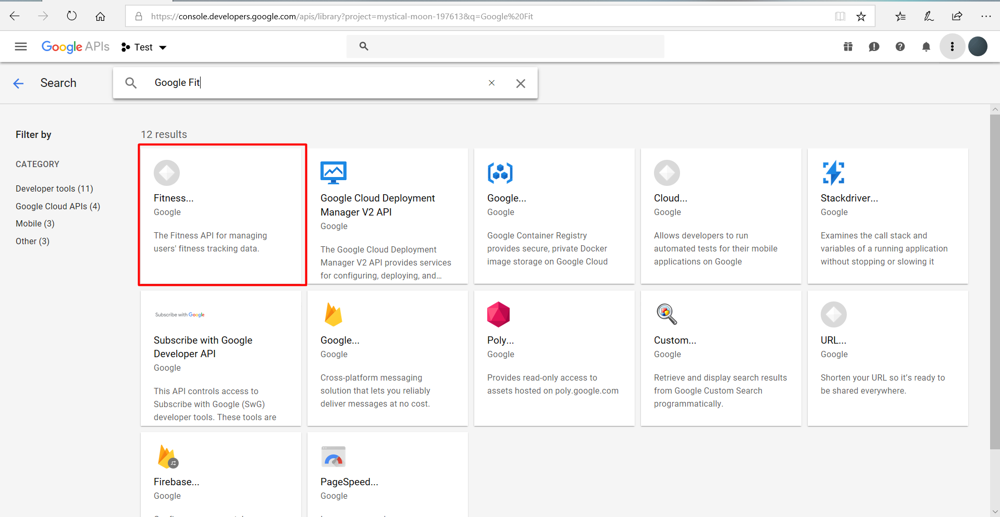 https://console.developers.google.com/apis/library?project=mystical-moon-197613&q=Google%20Fit
Google APIs
Test
Search
Google Fit
Filter by
CATEGORY
Developer tools (11)
Google Cloud APIs (4)
Mobile (3)
Other (3)
12 results
Fitness...
Google
The Fitness API for managing
users' fitness tracking data.
Google Cloud Deployment
Manager V2 API
Google
The Google Cloud Deployment
Manager V2 API provides services
for configuring, deploying, and…
Google...
Google
Google Container Registry
provides secure, private Docker
image storage on Google Cloud
Cloud...
Google
Allows developers to run
automated tests for their mobile
applications on Google
Stackdriver...
Google
Examines the call stack and
variables of a running application
without stopping or slowing it
Subscribe with Google
Subscribe with Google
Developer API
Google
This API controls access to
Subscribe with Google (SwG)
developer tools. These tools are
Google...
Google
Cross-platform messaging
solution that lets you reliably
deliver messages at no cost.
Poly...
Google
Provides read-only access to
assets hosted on poly.google.com
Custom...
Google
Retrieve and display search results
from Google Custom Search
programmatically.
URL...
Google
Shorten your URL so it’s ready to
be shared everywhere.
Firebase...
Google
PageSpeed...
Google